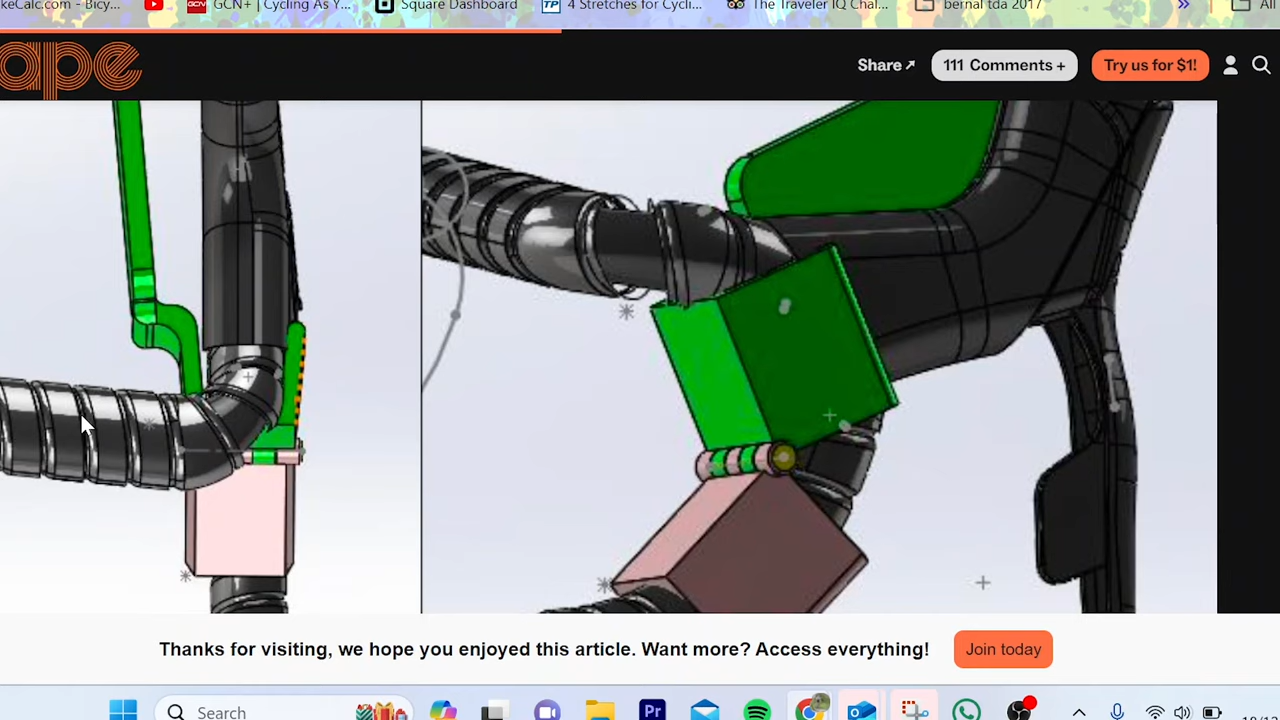 keCalc.com - Bicy...
GCN+ | Cycling As Y...
Square Dashboard
4 Stretches for Cycli...
The Traveler IQ Chal...
bernal tda 2017
»
All
ape
Share
111 Comments +
Try us for $1!
Thanks for visiting, we hope you enjoyed this article. Want more? Access everything!
Join today
Search
Pr